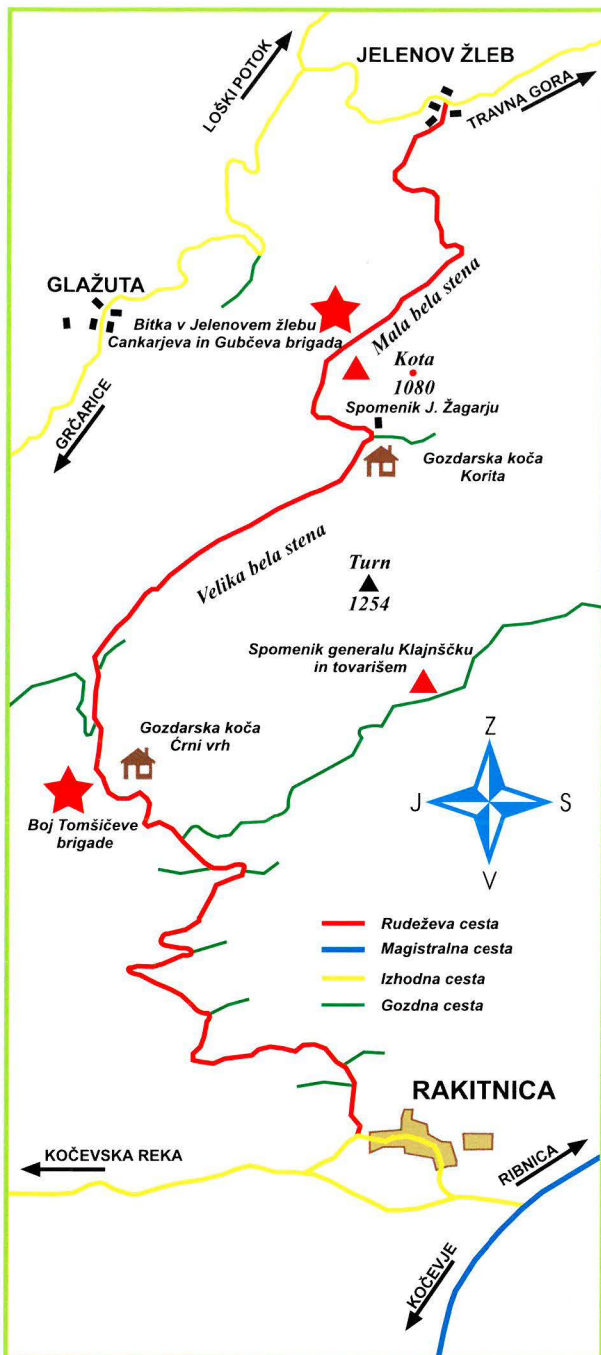 JELENOV ŽLEB
LOŠKI POTOK
TRAVNA GORA
GLAŽUTA
Bitka v Jelenovem žlebu
Cankarjeva in Gubčeva brigada
Mala bela stena
Kota
1080
GRČARICE
Spomenik J. Žagarju
Gozdarska koča
Korita
Velika bela stena
Turn
1254
Spomenik generalu Klajnščku
in tovarišem
Gozdarska koča
Ćrni vrh
Boj Tomšičeve
brigade
Z
J
S
V
Rudeževa cesta
Magistralna cesta
Izhodna cesta
Gozdna cesta
RAKITNICA
KOČEVSKA REKA
RIBNICA
KOČEVJE